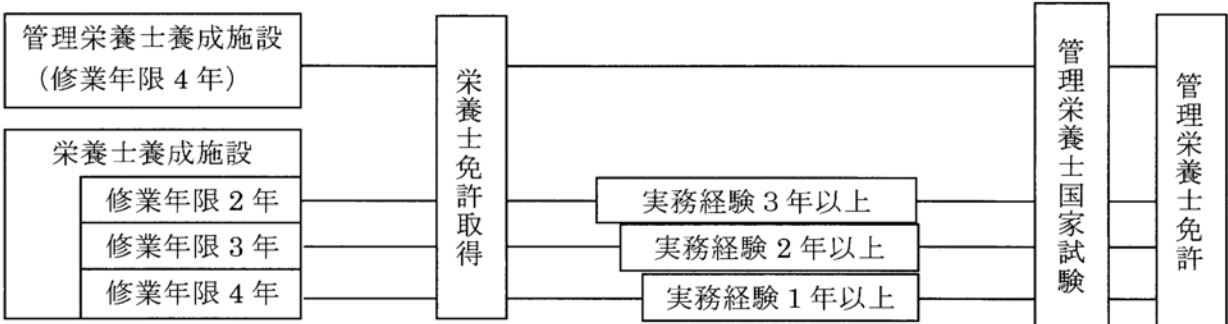 管理栄養士養成施設
（修業年限４年）
栄養士養成施設
修業年限２年
修業年限３年
修業年限４年
栄養士免許取得
実務経験３年以上
実務経験２年以上
実務経験１年以上
管理栄養士国家試験
管理栄養士免許